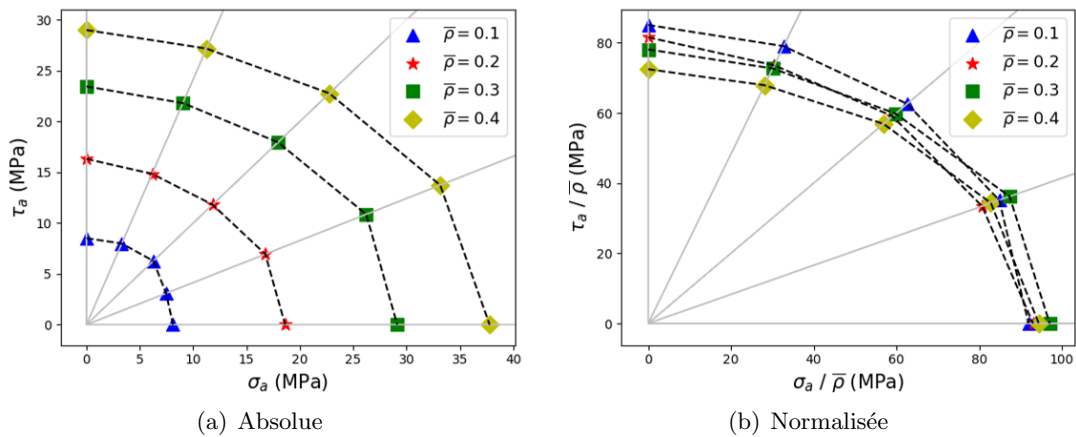 30
25
20
15
10
5
0
τₐ (MPa)
ρ̅ = 0.1
ρ̅ = 0.2
ρ̅ = 0.3
ρ̅ = 0.4
0 5 10 15 20 25 30 35 40
σₐ (MPa)
(a) Absolue
80
60
40
20
0
τₐ / ρ̅ (MPa)
ρ̅ = 0.1
ρ̅ = 0.2
ρ̅ = 0.3
ρ̅ = 0.4
0 20 40 60 80 100
σₐ / ρ̅ (MPa)
(b) Normalisée